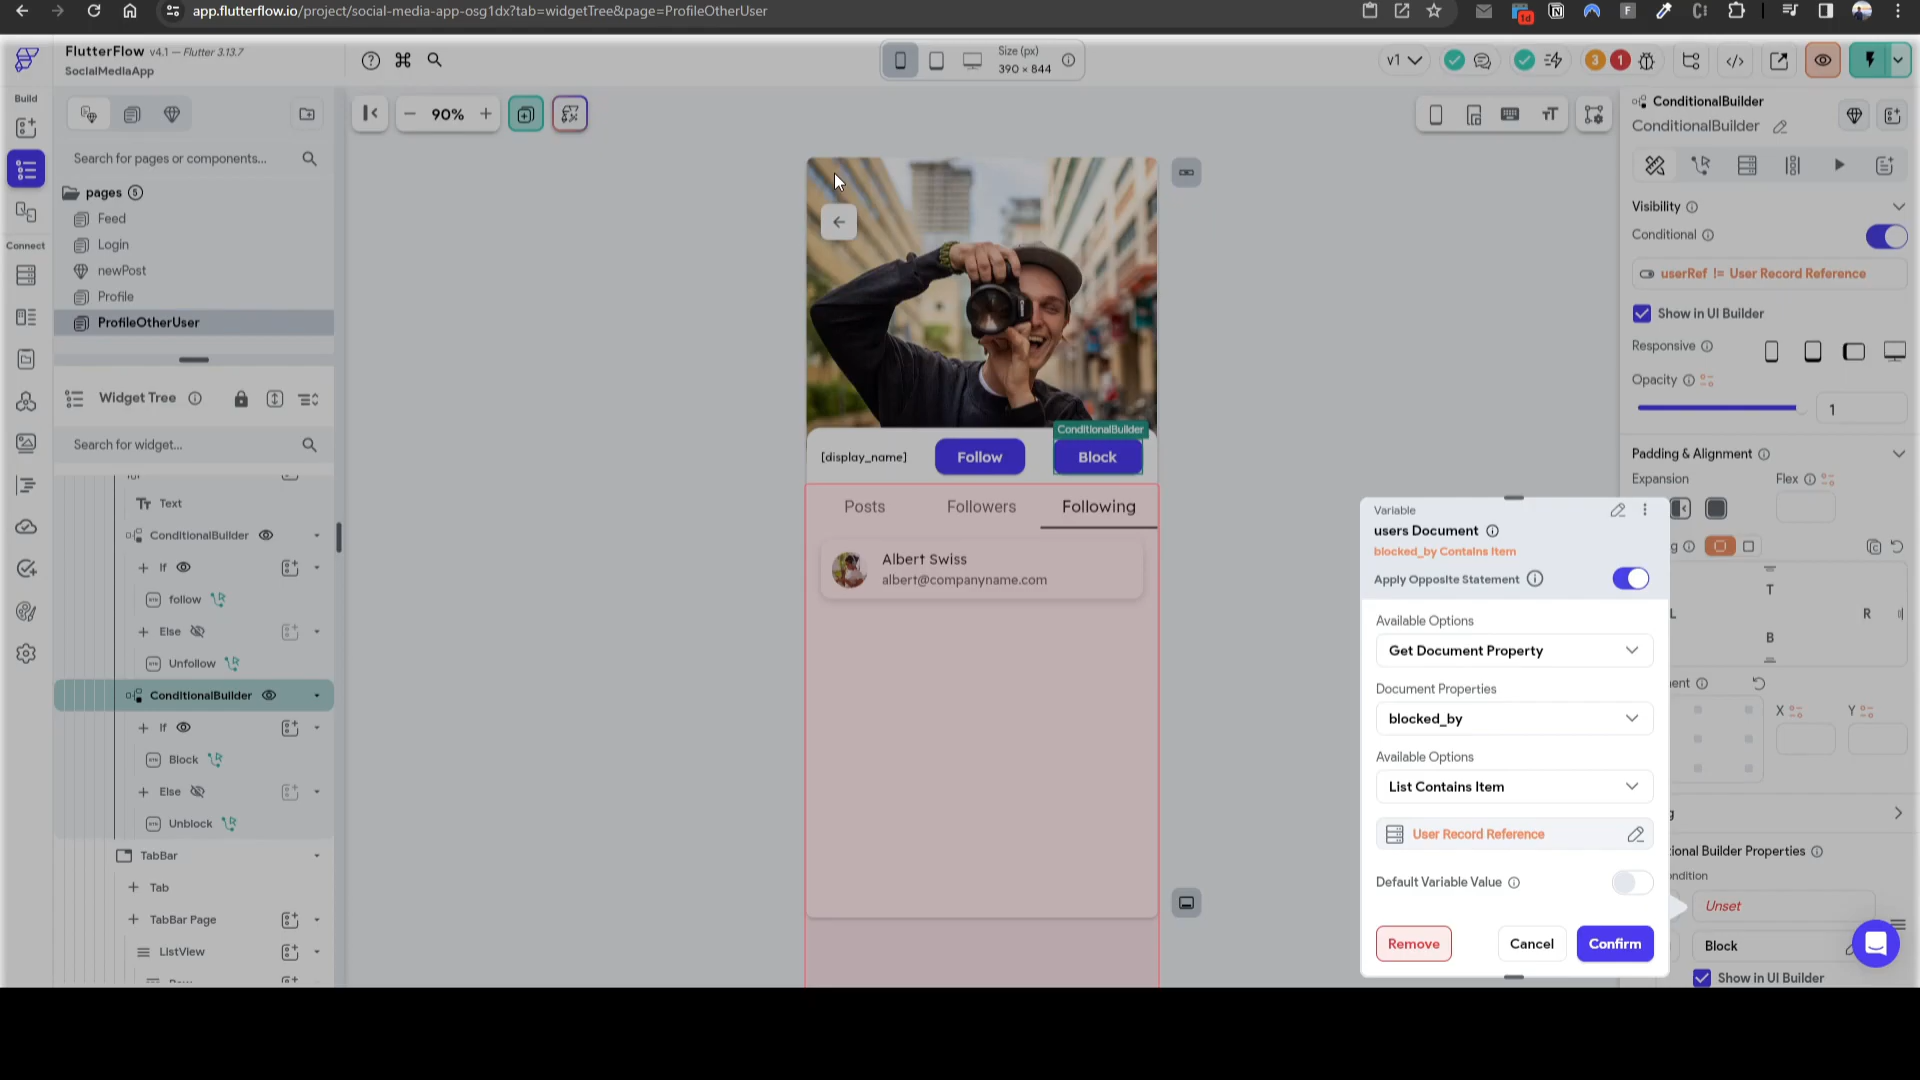 app.flutterflow.io/project/social-media-app-osg1dx?tab=widgetTree&page=ProfileOtherUser
1d
FlutterFlow v4.1 — Flutter 3.13.7
SocialMediaApp
Size (px)
390 × 844
v1
3
1
Build
Connect
90%
Search for pages or components...
pages 5
Feed
Login
newPost
Profile
ProfileOtherUser
Widget Tree
Search for widget...
Text
ConditionalBuilder
If
follow
Else
Unfollow
ConditionalBuilder
If
Block
Else
Unblock
TabBar
Tab
TabBar Page
ListView
ConditionalBuilder
[display_name]
Follow
Block
Posts
Followers
Following
Albert Swiss
albert@companyname.com
Variable
users Document
blocked_by Contains Item
Apply Opposite Statement
Available Options
Get Document Property
Document Properties
blocked_by
Available Options
List Contains Item
User Record Reference
Default Variable Value
Remove
Cancel
Confirm
ConditionalBuilder
ConditionalBuilder
Visibility
Conditional
userRef != User Record Reference
Show in UI Builder
Responsive
Opacity
1
Padding & Alignment
Expansion
Flex
T
L
R
B
X
Y
ional Builder Properties
ondition
Unset
Block
Show in UI Builder